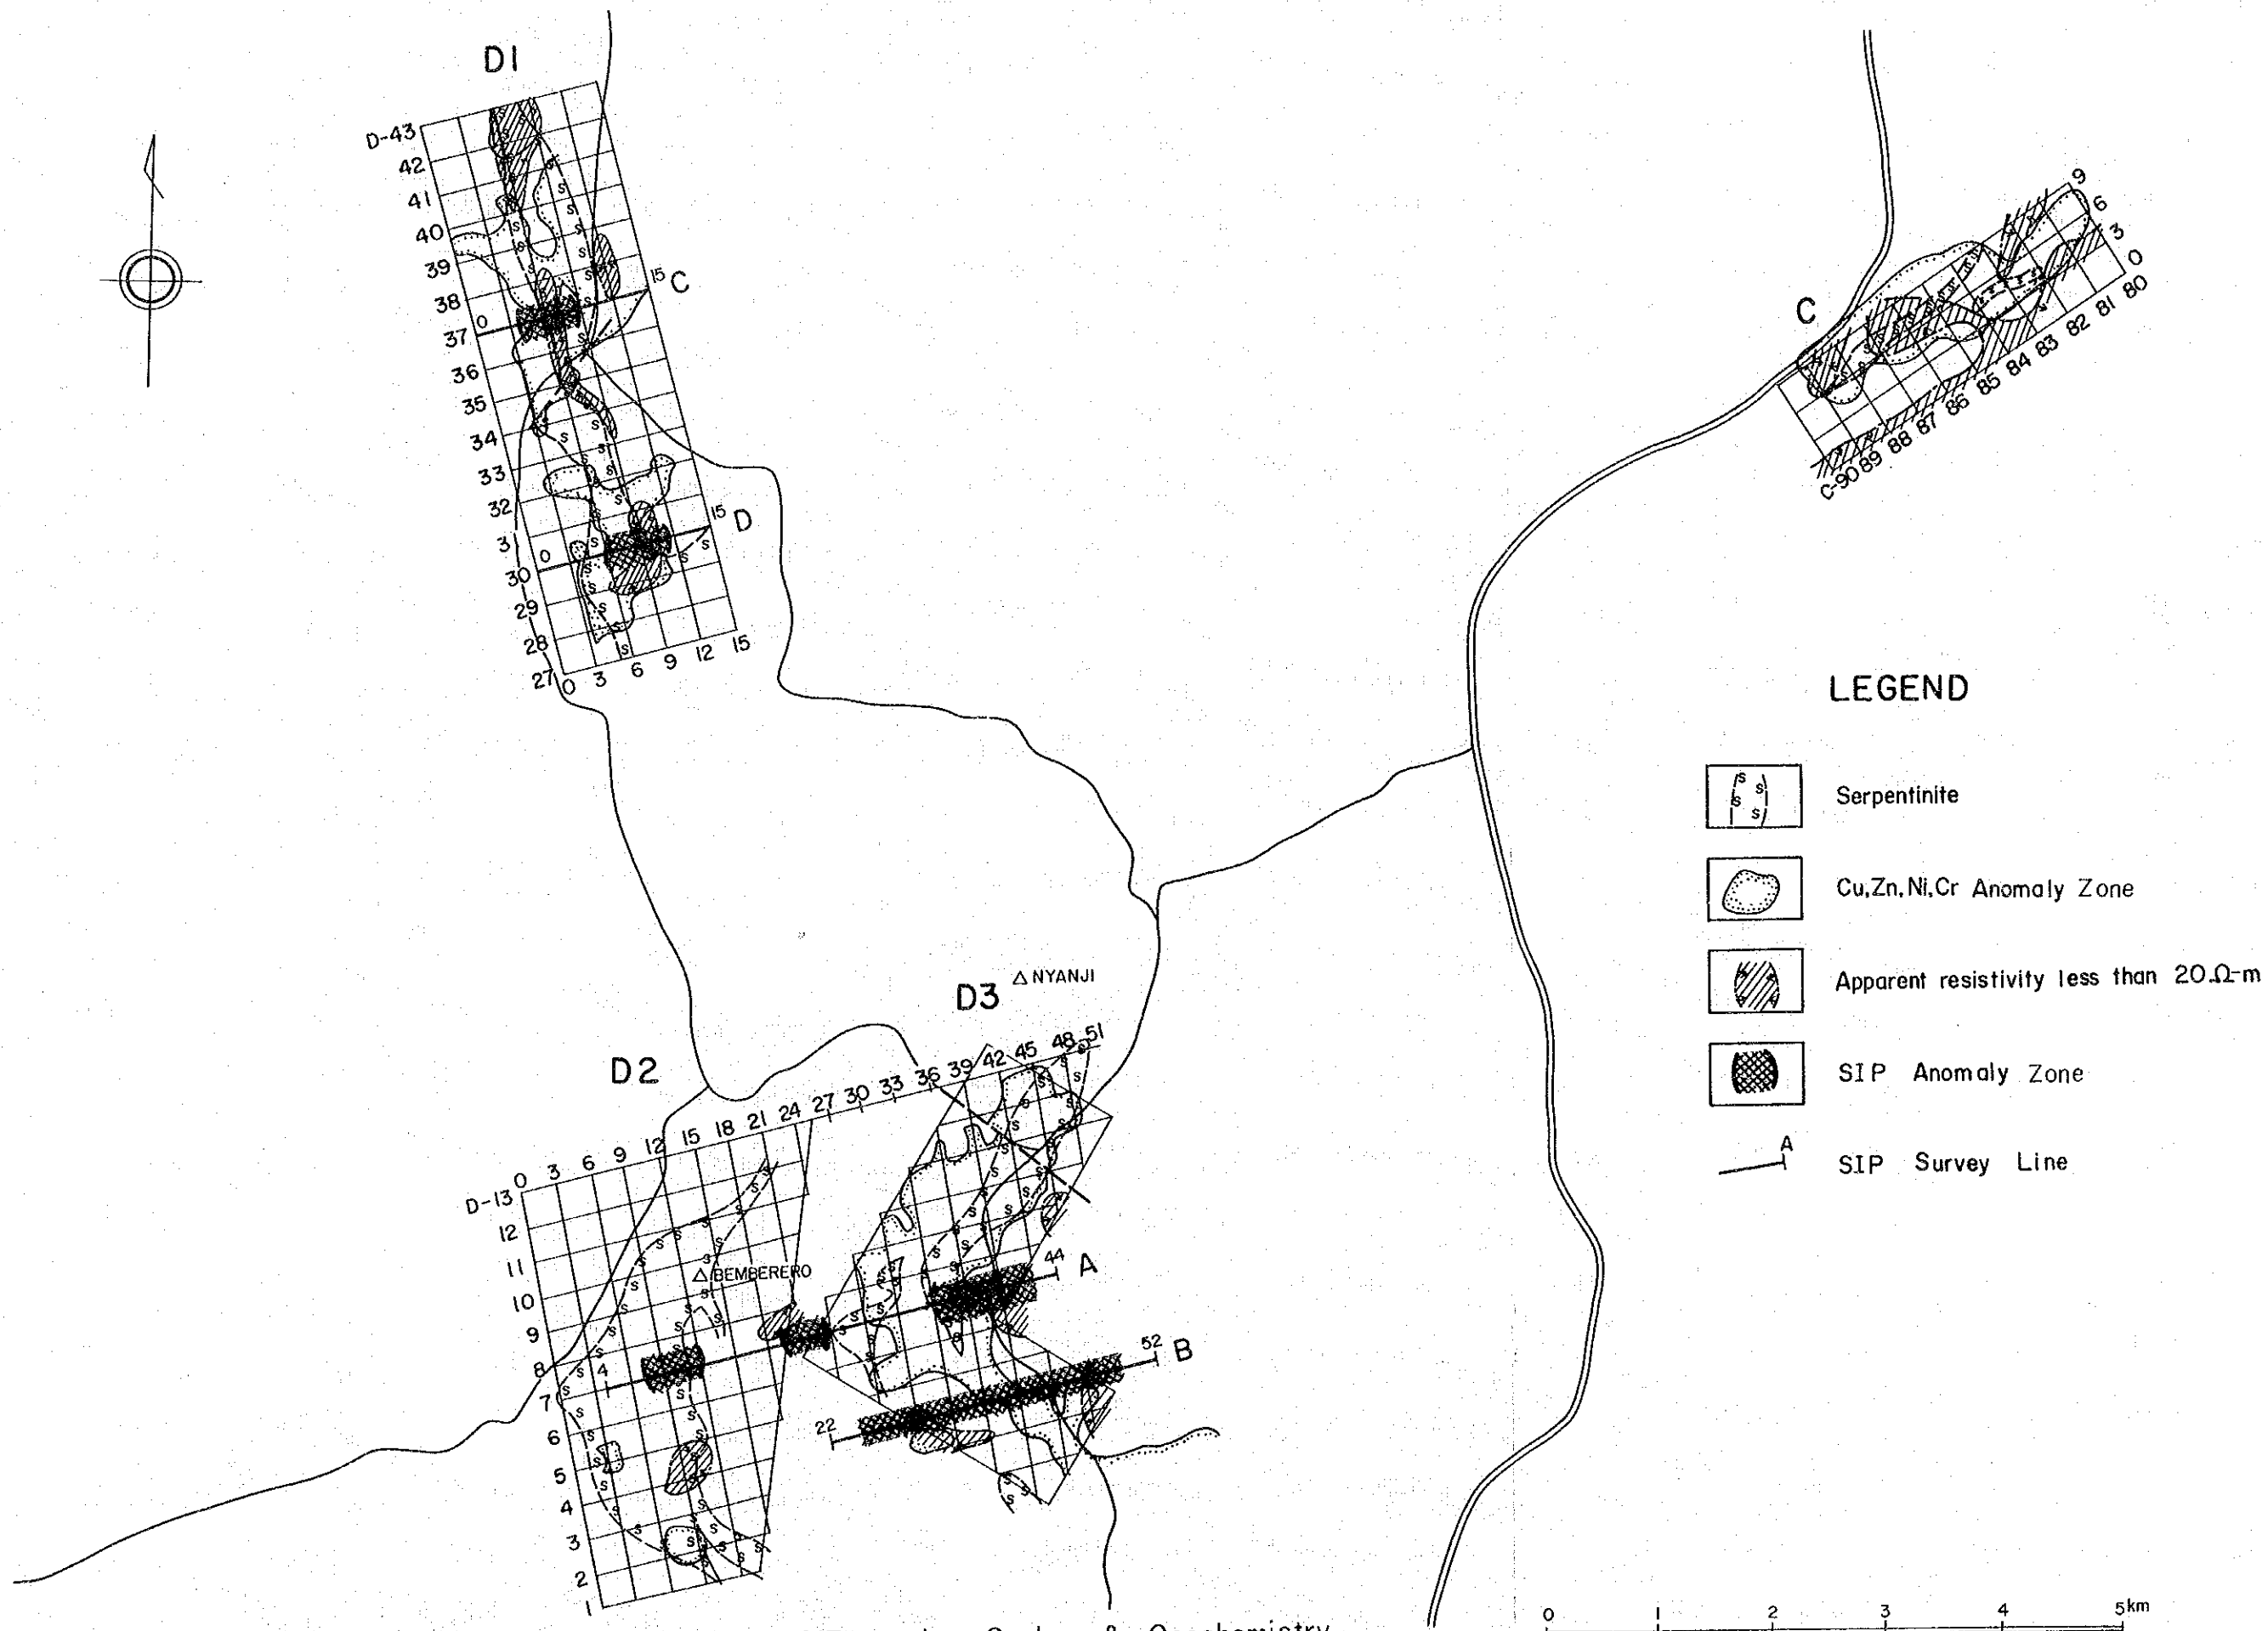 D1
D-43
42
41
40
39
38
37
36
35
34
33
32
3
30
29
28
27
0
15
C
0
15
D
0 3 6 9 12 15
C
9
6
3
0
C-90 89 88 87 86 85 84 83 82 81 80
LEGEND
Serpentinite
Cu,Zn,Ni,Cr Anomaly Zone
Apparent resistivity less than 20Ω-m
SIP Anomaly Zone
A
SIP Survey Line
△ NYANJI
D3
D2
0 3 6 9 12 15 18 21 24 27 30 33 36 39 42 45 48 51
D-13
12
11
10
9
8
7
6
5
4
3
2
1
△ BEMBERERO
4
44
A
22
52
B
0 1 2 3 4 5km